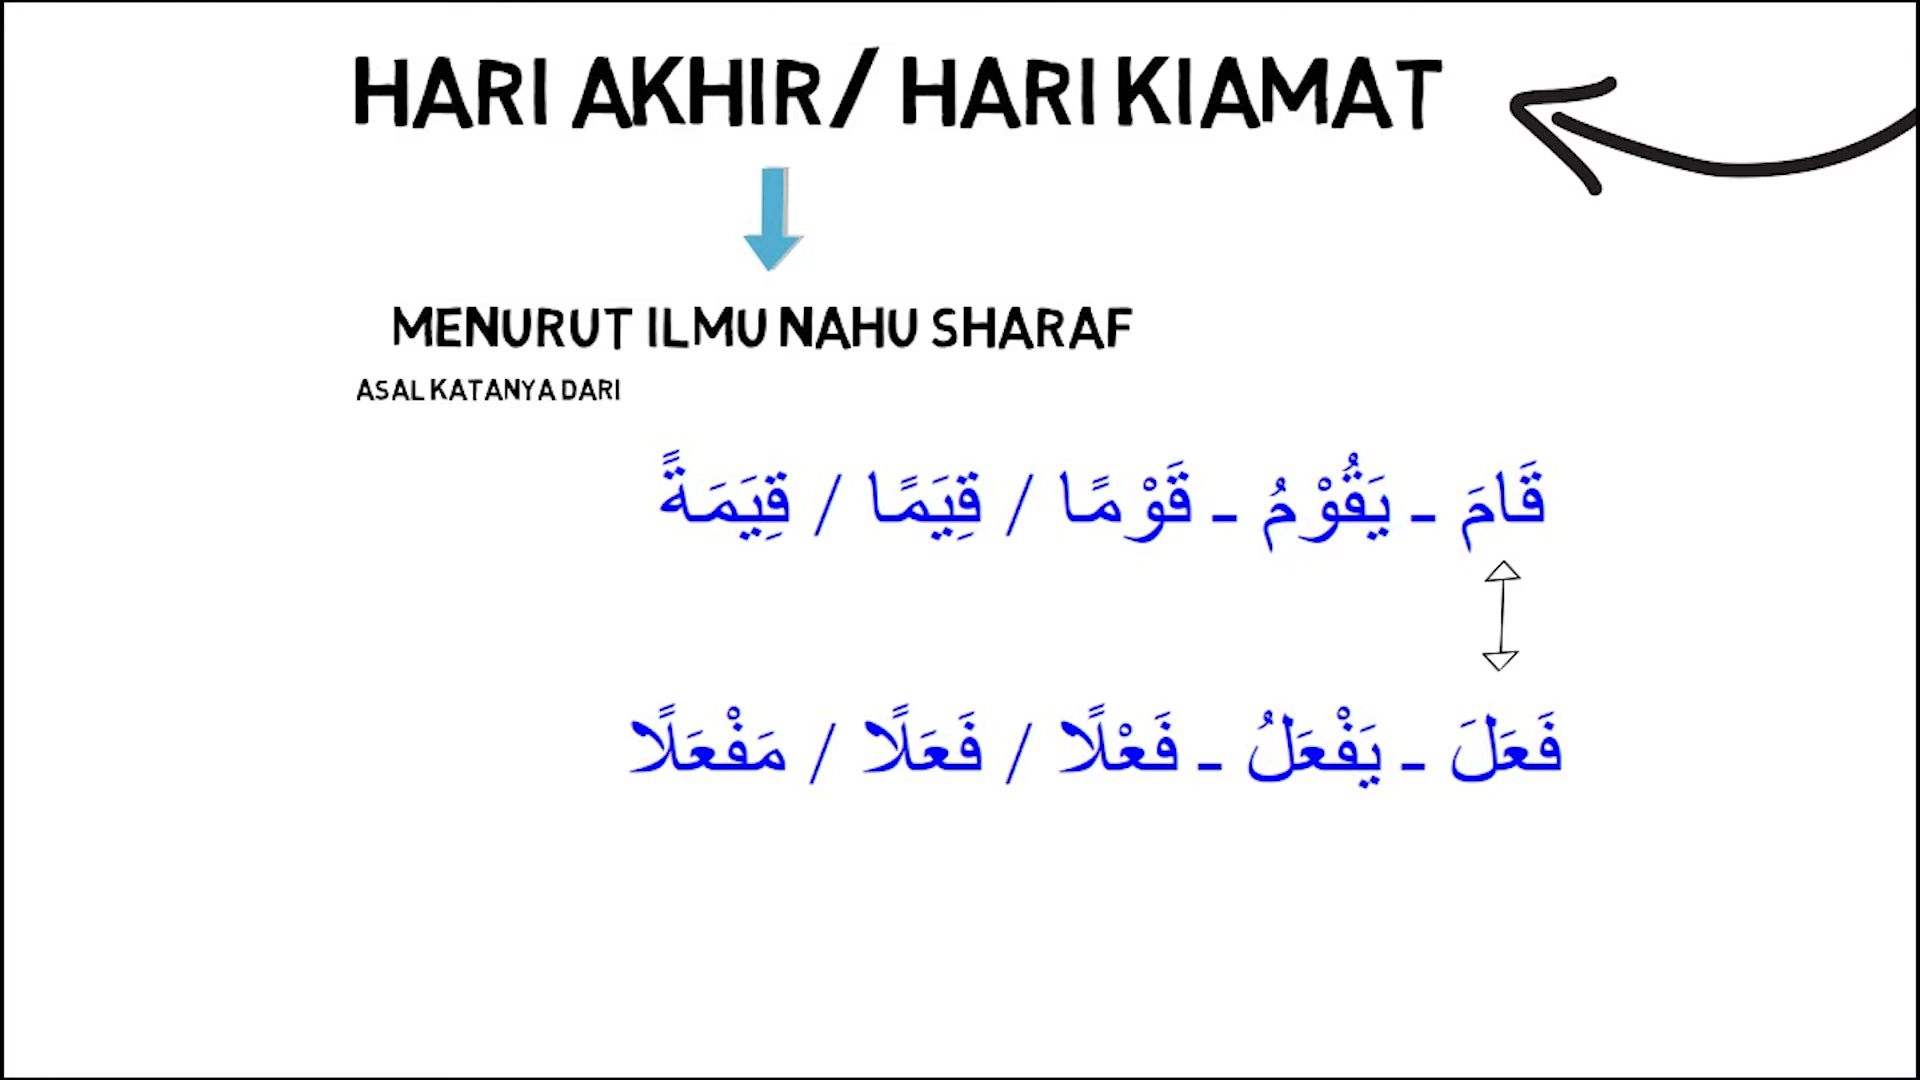 HARI AKHIR/ HARI KIAMAT
MENURUT ILMU NAHU SHARAF
ASAL KATANYA DARI
قَامَ - يَقُوْمُ - قَوْمًا / قِيَمًا / قِيَمَةً
فَعَلَ - يَفْعَلُ - فَعْلًا / فَعَلًا / مَفْعَلًا